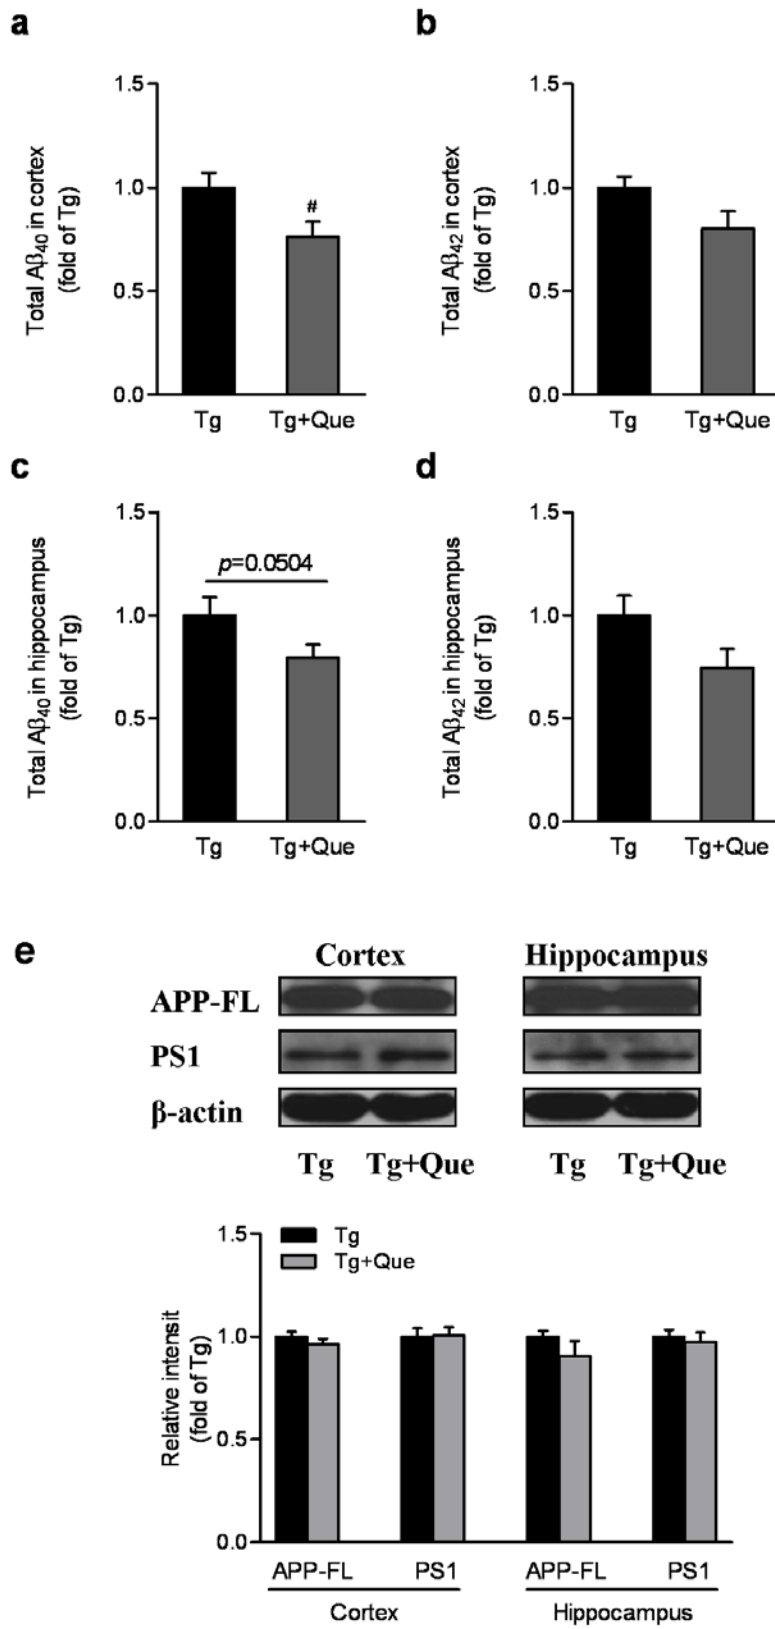 a
Total Aβ40 in cortex
(fold of Tg)
1.5
1.0
0.5
0.0
#
Tg Tg+Que
b
Total Aβ42 in cortex
(fold of Tg)
1.5
1.0
0.5
0.0
Tg Tg+Que
c
Total Aβ40 in hippocampus
(fold of Tg)
1.5
1.0
0.5
0.0
p=0.0504
Tg Tg+Que
d
Total Aβ42 in hippocampus
(fold of Tg)
1.5
1.0
0.5
0.0
Tg Tg+Que
e
Cortex Hippocampus
APP-FL
PS1
β-actin
Tg Tg+Que Tg Tg+Que
Relative intensit
(fold of Tg)
1.5
1.0
0.5
0.0
Tg
Tg+Que
APP-FL PS1 APP-FL PS1
Cortex Hippocampus